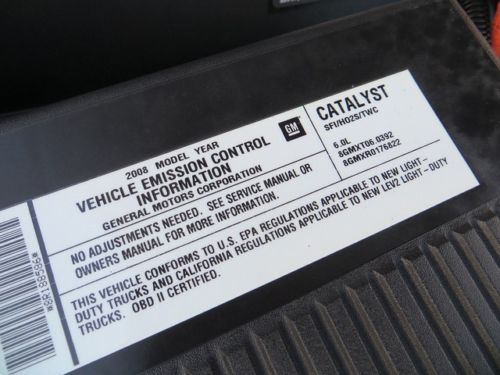 2008 MODEL YEAR
VEHICLE EMISSION CONTROL
INFORMATION
GENERAL MOTORS CORPORATION
GM
CATALYST
SFI/HO2S/TWC
6.0L
8GMXT06.0392
8GMXR0176822
NO ADJUSTMENTS NEEDED. SEE SERVICE MANUAL OR
OWNERS MANUAL FOR MORE INFORMATION.
THIS VEHICLE CONFORMS TO U.S. EPA REGULATIONS APPLICABLE TO NEW LIGHT-
DUTY TRUCKS AND CALIFORNIA REGULATIONS APPLICABLE TO NEW LEV2 LIGHT-DUTY
TRUCKS. OBD II CERTIFIED.
*8R188586*